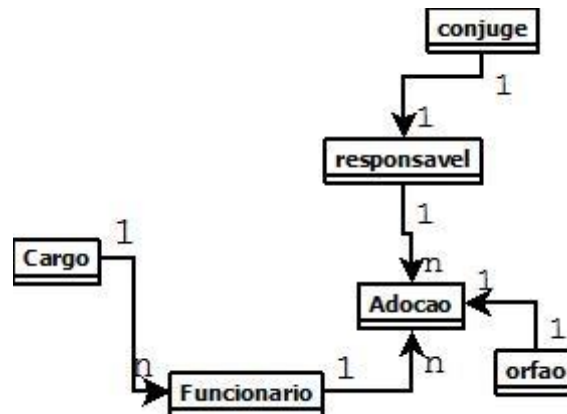 conjuge
1
1
responsavel
1
n
Cargo
1
n
Adocao
1
1
orfao
Funcionario
1
n